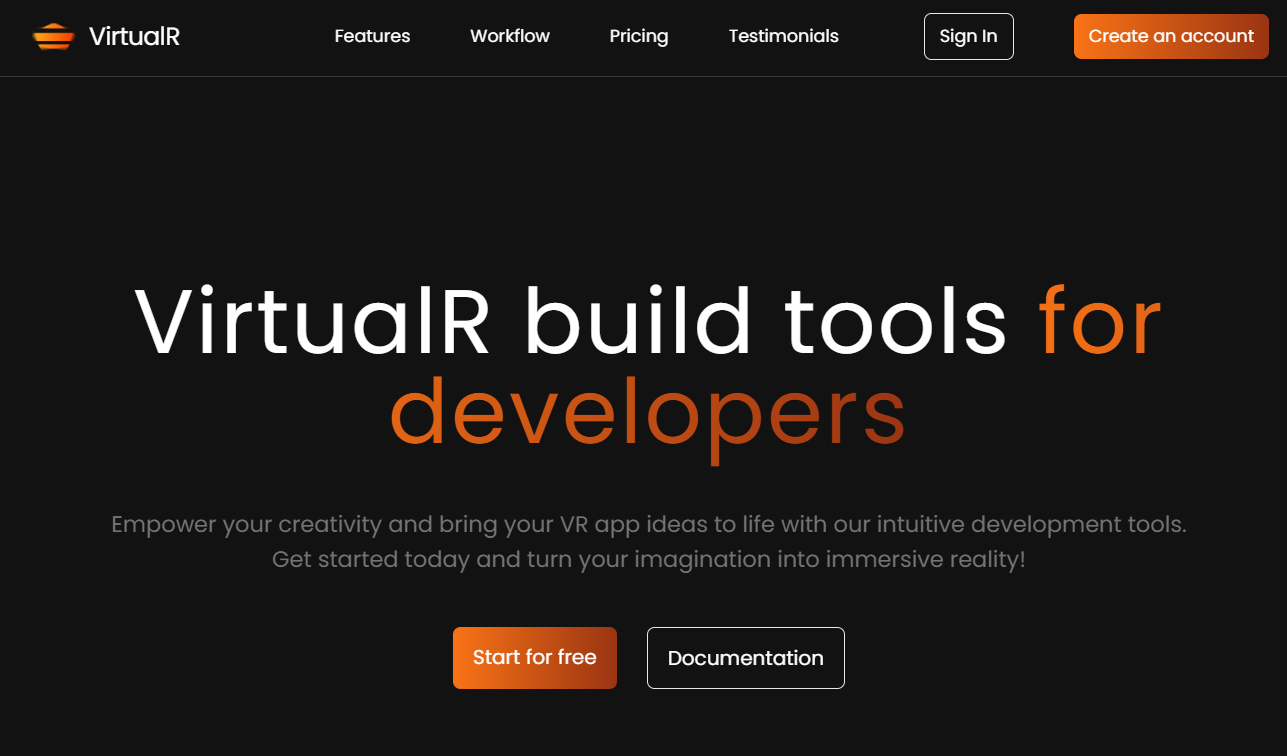 VirtualR
Features
Workflow
Pricing
Testimonials
Sign In
Create an account
VirtualR build tools for
developers
Empower your creativity and bring your VR app ideas to life with our intuitive development tools.
Get started today and turn your imagination into immersive reality!
Start for free
Documentation